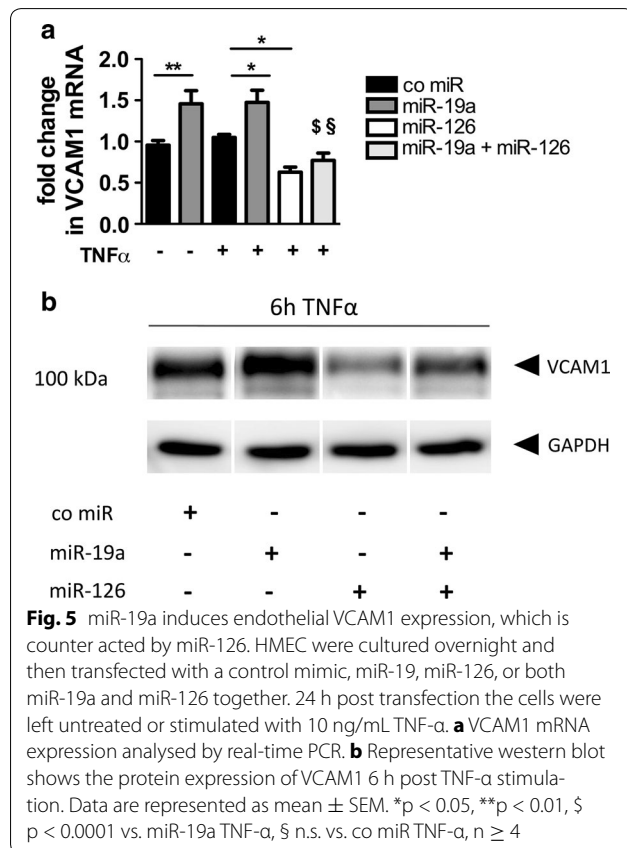 a
fold change
in VCAM1 mRNA
2.0
1.5
1.0
0.5
0.0
**
*
*
$ §
co miR
miR-19a
miR-126
miR-19a + miR-126
TNFα - - + + + +
b
6h TNFα
100 kDa
VCAM1
GAPDH
co miR + - - -
miR-19a - + - +
miR-126 - - + +
Fig. 5 miR-19a induces endothelial VCAM1 expression, which is
counter acted by miR-126. HMEC were cultured overnight and
then transfected with a control mimic, miR-19, miR-126, or both
miR-19a and miR-126 together. 24 h post transfection the cells were
left untreated or stimulated with 10 ng/mL TNF-α. a VCAM1 mRNA
expression analysed by real-time PCR. b Representative western blot
shows the protein expression of VCAM1 6 h post TNF-α stimula-
tion. Data are represented as mean ± SEM. *p < 0.05, **p < 0.01, $
p < 0.0001 vs. miR-19a TNF-α, § n.s. vs. co miR TNF-α, n ≥ 4